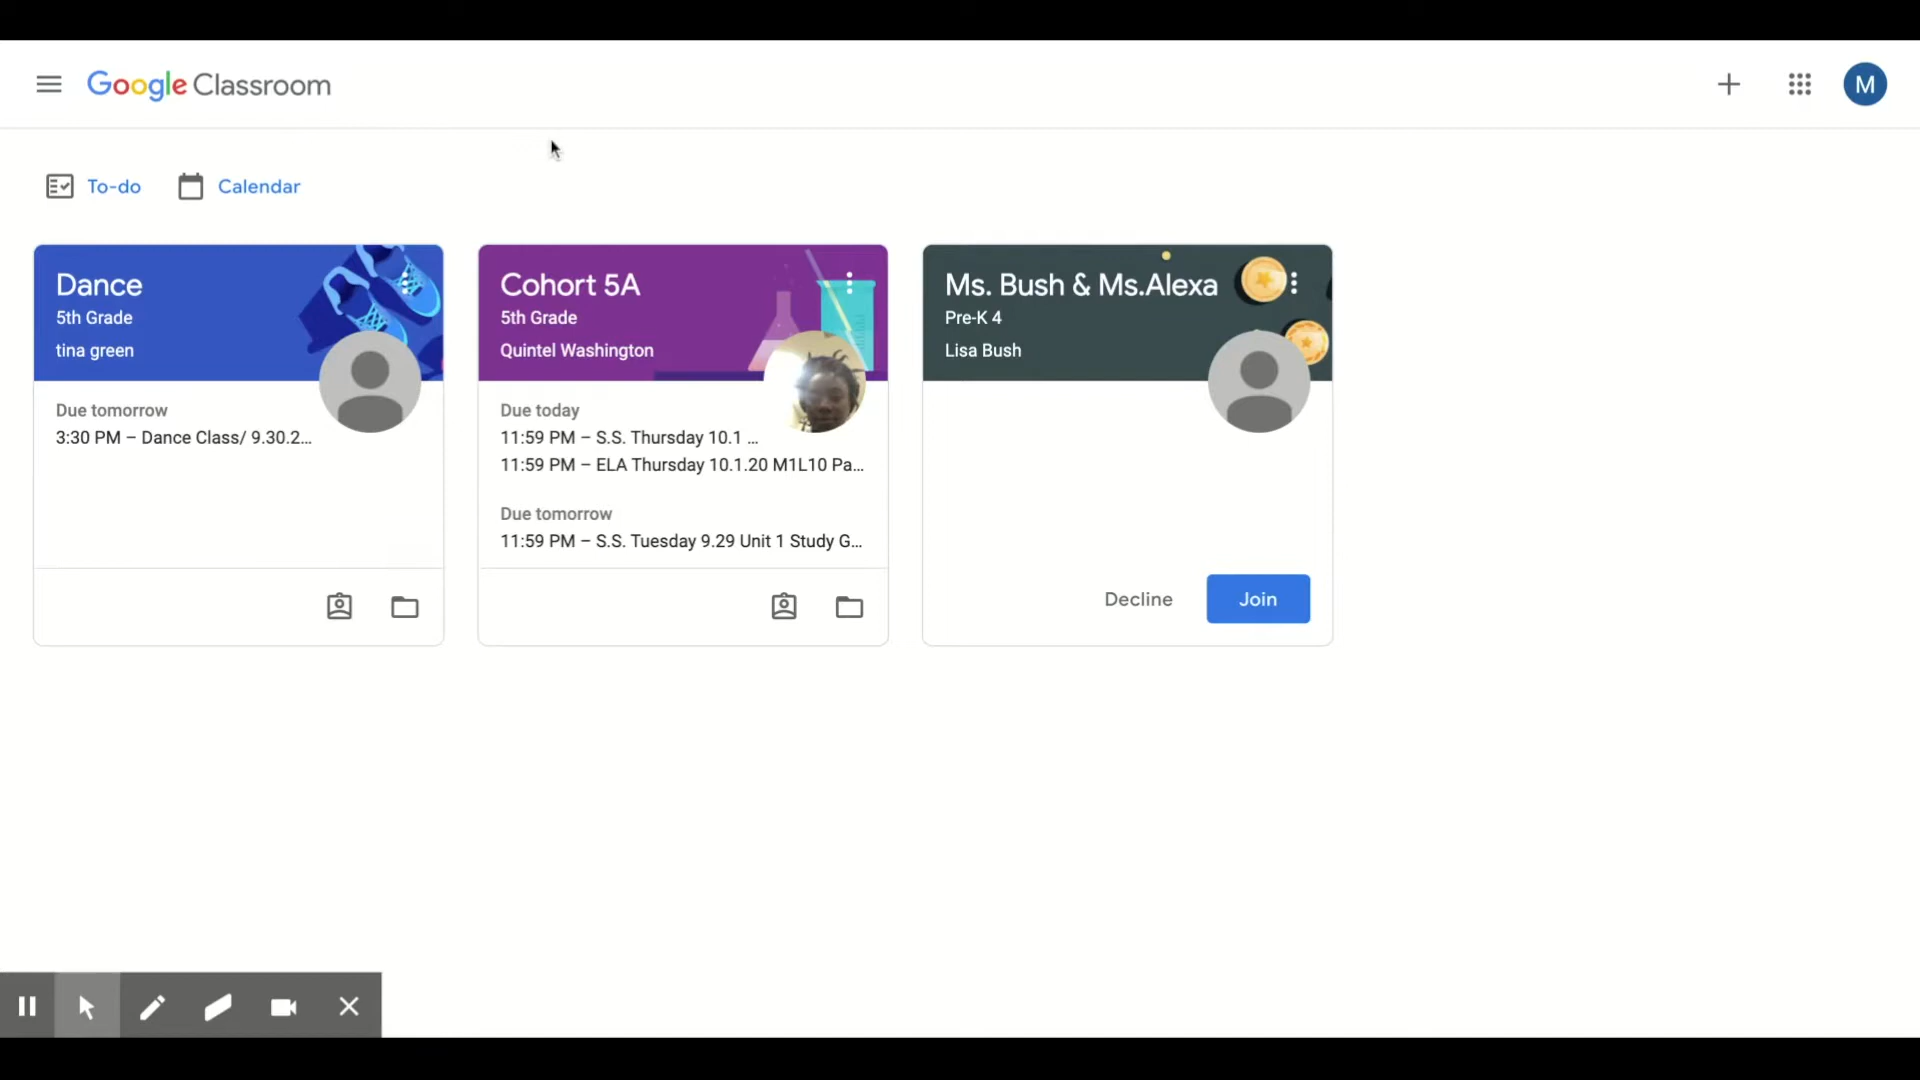 Google Classroom
M
To-do
Calendar
Dance
5th Grade
tina green
Due tomorrow
3:30 PM – Dance Class/ 9.30.2...
Cohort 5A
5th Grade
Quintel Washington
Due today
11:59 PM – S.S. Thursday 10.1 ...
11:59 PM – ELA Thursday 10.1.20 M1L10 Pa...
Due tomorrow
11:59 PM – S.S. Tuesday 9.29 Unit 1 Study G...
Ms. Bush & Ms.Alexa
Pre-K 4
Lisa Bush
Decline
Join